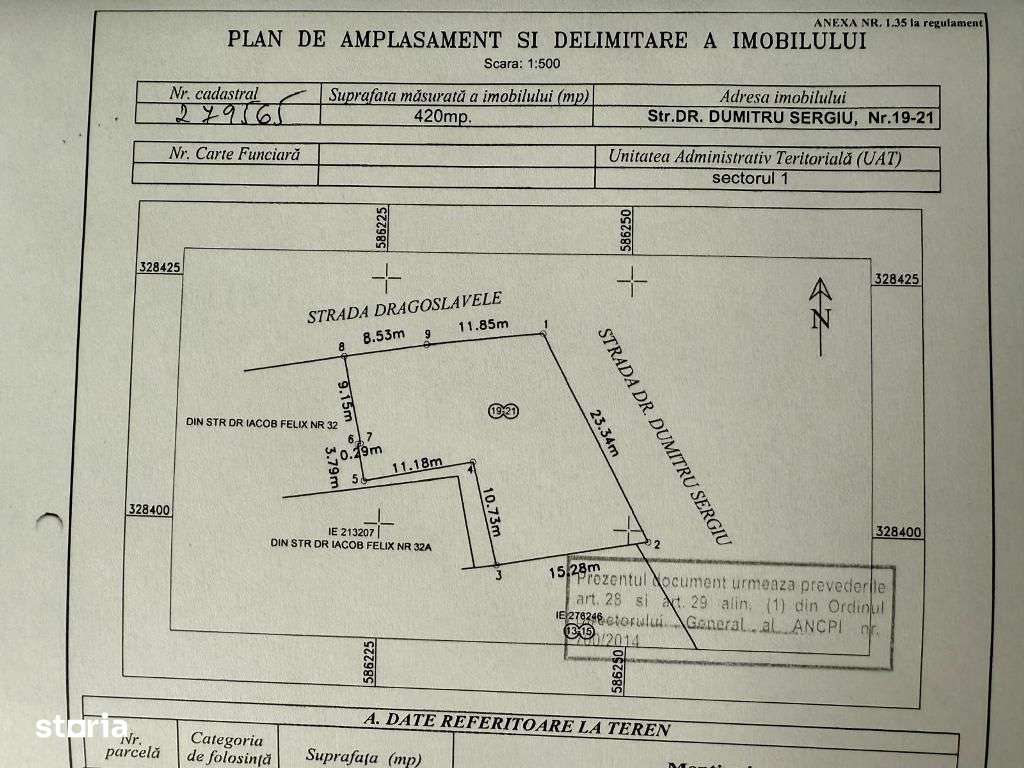 ANEXA NR. 1.35 la regulament
PLAN DE AMPLASAMENT SI DELIMITARE A IMOBILULUI
Scara: 1:500
Nr. cadastral
Suprafata măsurată a imobilului (mp)
Adresa imobilului
279565
420mp.
Str.DR. DUMITRU SERGIU, Nr.19-21
Nr. Carte Funciară
Unitatea Administrativ Teritorială (UAT)
sectorul 1
586225
586250
328425
328425
STRADA DRAGOSLAVELE
N
8.53m
9
11.85m
1
8
STRADA DR. DUMITRU SERGIU
9.15m
19-21
23.34m
DIN STR DR IACOB FELIX NR 32
6
7
0.29m
3.79m
11.18m
4
5
10.73m
328400
328400
IE 213207
DIN STR DR IACOB FELIX NR 32A
2
3
15.28m
Prezentul document urmeaza prevederile
art. 28 si art. 29 alin. (1) din Ordinul
Directorului General al ANCPI nr.
700/2014
IE 276246
13-15
586225
586250
A. DATE REFERITOARE LA TEREN
storia
Nr.
parcelă
Categoria
de folosință
Suprafața (mp)